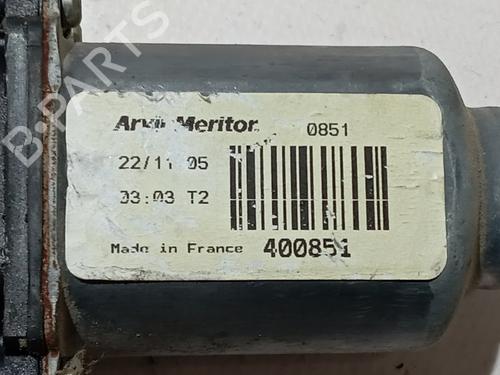 ArvinMeritor 0851
22/11 05
03:03 T2
Made in France 400851
B-PARTS